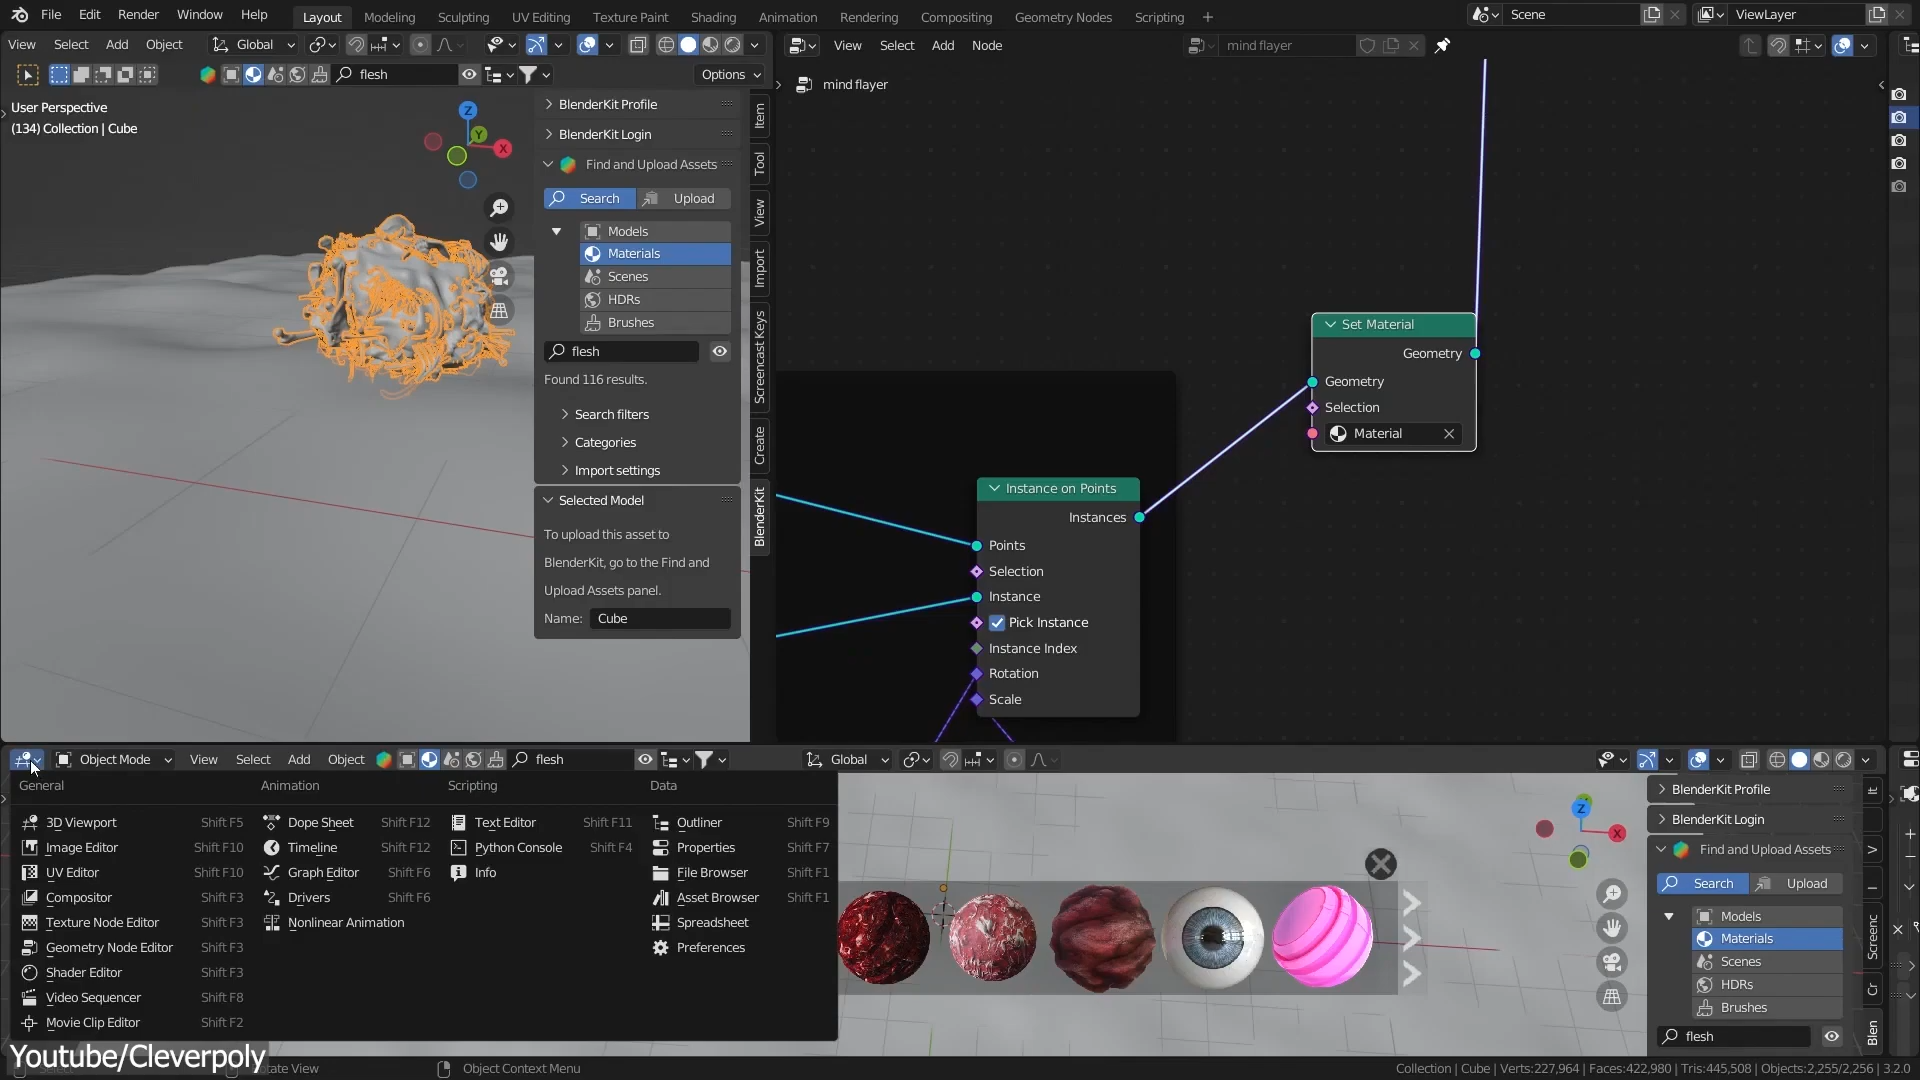 File Edit Render Window Help
Layout Modeling Sculpting UV Editing Texture Paint Shading Animation Rendering Compositing Geometry Nodes Scripting +
Scene
ViewLayer
View Select Add Object Global
View Select Add Node
mind flayer
flesh
Options
mind flayer
User Perspective
(134) Collection | Cube
Z
Y
X
BlenderKit Profile
BlenderKit Login
Find and Upload Assets
Search Upload
Models
Materials
Scenes
HDRs
Brushes
flesh
Found 116 results.
Search filters
Categories
Import settings
Selected Model
To upload this asset to
BlenderKit, go to the Find and
Upload Assets panel.
Name: Cube
Item
Tool
View
Import
Screencast Keys
Create
BlenderKit
Set Material
Geometry
Geometry
Selection
Material
Instance on Points
Instances
Points
Selection
Instance
Pick Instance
Instance Index
Rotation
Scale
Object Mode View Select Add Object flesh Global
General
3D Viewport Shift F5
Image Editor Shift F10
UV Editor Shift F10
Compositor Shift F3
Texture Node Editor Shift F3
Geometry Node Editor Shift F3
Shader Editor Shift F3
Video Sequencer Shift F8
Movie Clip Editor Shift F2
Animation
Dope Sheet Shift F12
Timeline Shift F12
Graph Editor Shift F6
Drivers Shift F6
Nonlinear Animation
Scripting
Text Editor Shift F11
Python Console Shift F4
Info
Data
Outliner Shift F9
Properties Shift F7
File Browser Shift F1
Asset Browser Shift F1
Spreadsheet
Preferences
Z
X
BlenderKit Profile
BlenderKit Login
Find and Upload Assets
Search Upload
Models
Materials
Scenes
HDRs
Brushes
flesh
It
Screenc
Cr
Blen
Youtube/Cleverpoly
Object Context Menu
Collection | Cube | Verts:227,964 | Faces:422,980 | Tris:445,508 | Objects:2,255/2,256 | 3.2.0